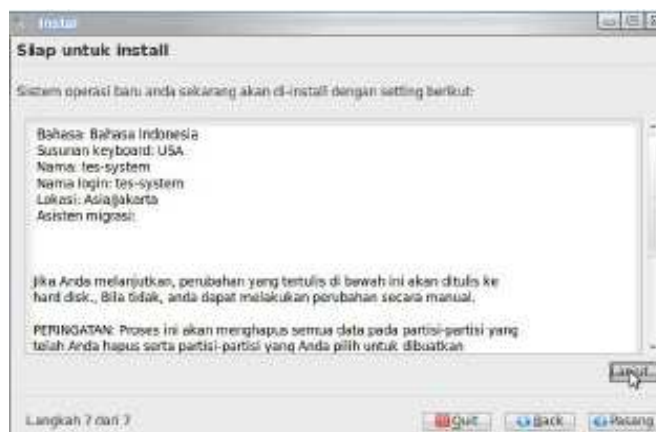 Instal
Siap untuk install
Sistem operasi baru anda sekarang akan di-install dengan setting berikut:
Bahasa: Bahasa Indonesia
Susunan keyboard: USA
Nama: tes-system
Nama login: tes-system
Lokasi: Asia/Jakarta
Asisten migrasi:
Jika Anda melanjutkan, perubahan yang tertulis di bawah ini akan ditulis ke
hard disk., Bila tidak, anda dapat melakukan perubahan secara manual.
PERINGATAN: Proses ini akan menghapus semua data pada partisi-partisi yang
telah Anda hapus serta partisi-partisi yang Anda pilih untuk dibuatkan
Langkah 7 dari 7
Quit
Back
Pasang